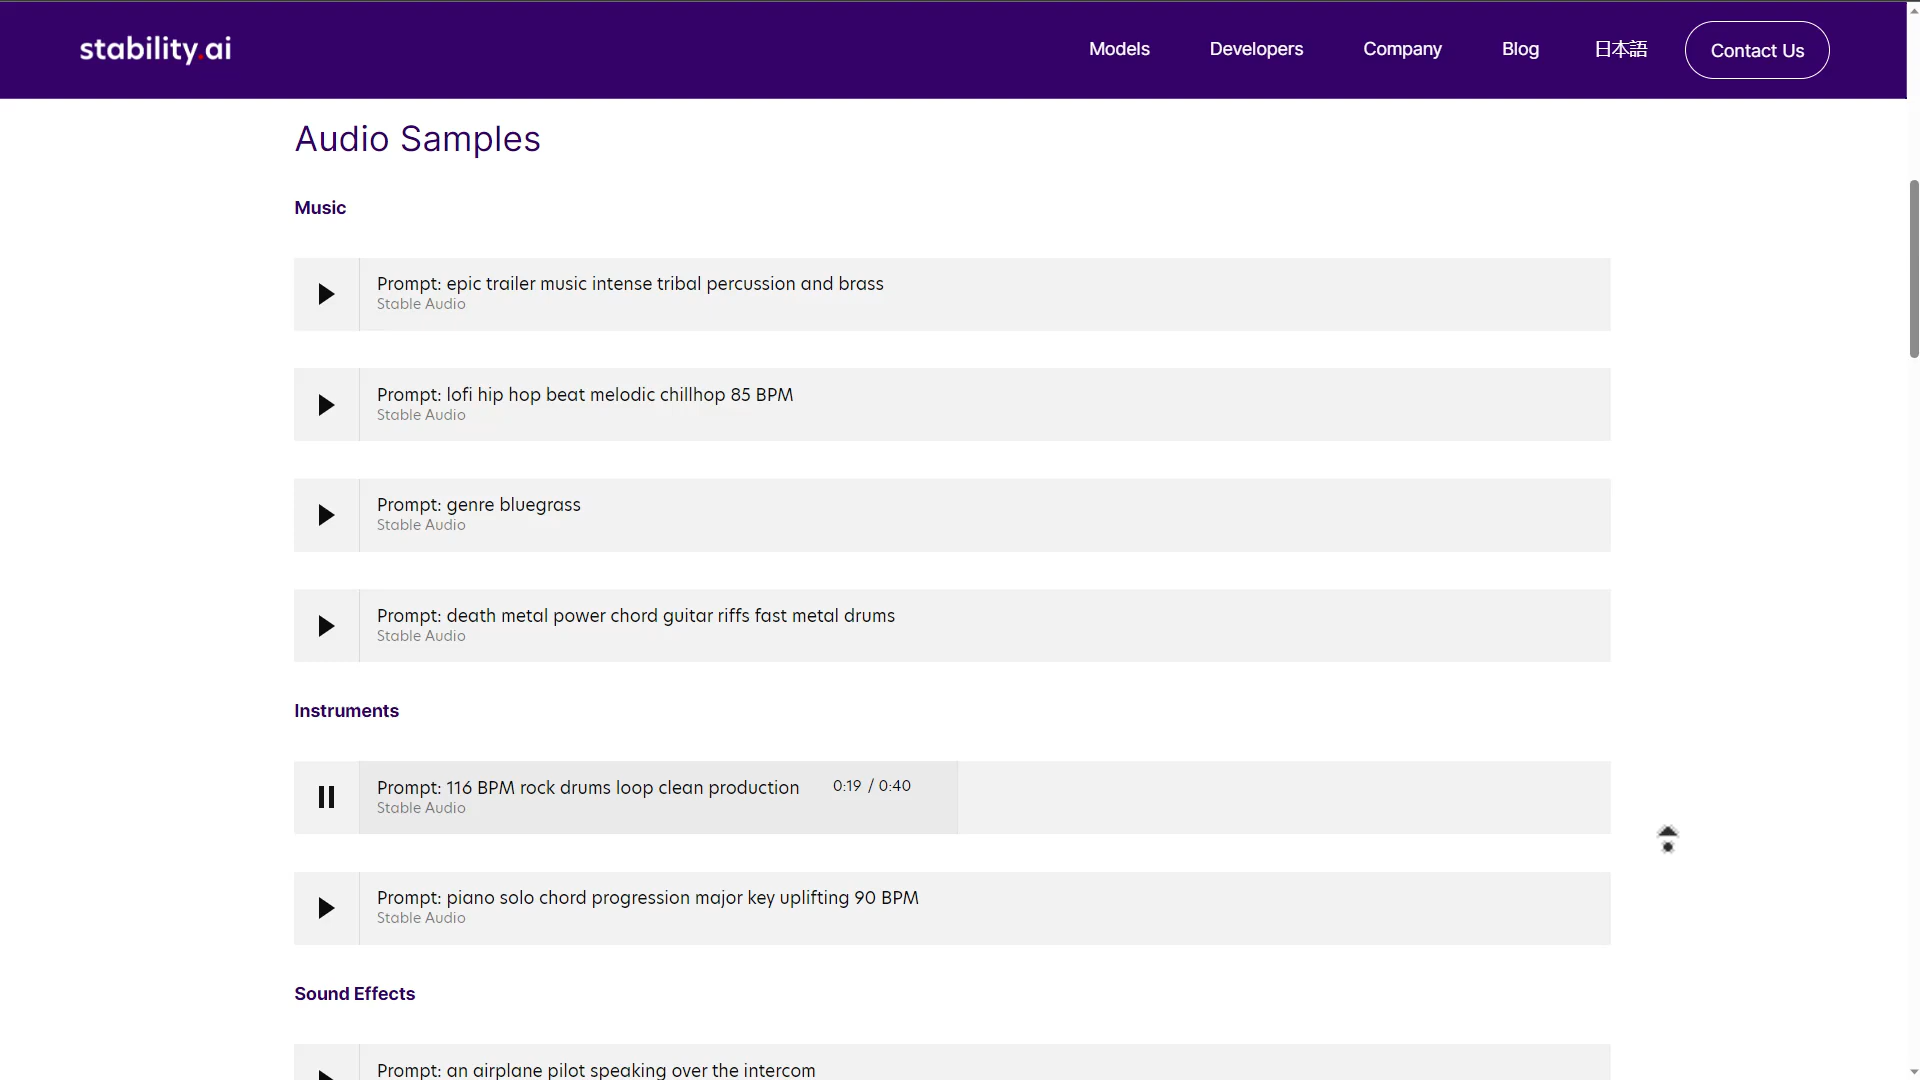 stability.ai
Models Developers Company Blog 日本語 Contact Us
Audio Samples
Music
Prompt: epic trailer music intense tribal percussion and brass
Stable Audio
Prompt: lofi hip hop beat melodic chillhop 85 BPM
Stable Audio
Prompt: genre bluegrass
Stable Audio
Prompt: death metal power chord guitar riffs fast metal drums
Stable Audio
Instruments
Prompt: 116 BPM rock drums loop clean production 0:19 / 0:40
Stable Audio
Prompt: piano solo chord progression major key uplifting 90 BPM
Stable Audio
Sound Effects
Prompt: an airplane pilot speaking over the intercom